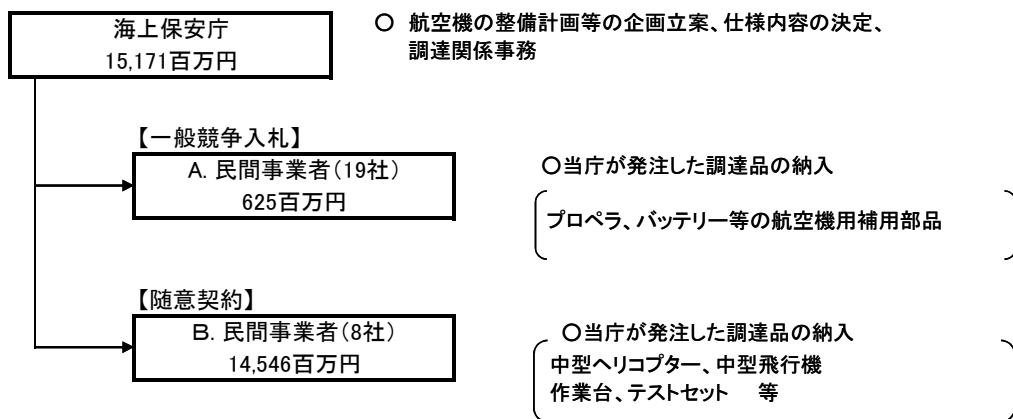 海上保安庁
15,171百万円
○ 航空機の整備計画等の企画立案、仕様内容の決定、
調達関係事務
【一般競争入札】
A. 民間事業者(19社)
625百万円
○当庁が発注した調達品の納入
プロペラ、バッテリー等の航空機用補用部品
【随意契約】
B. 民間事業者(8社)
14,546百万円
○当庁が発注した調達品の納入
中型ヘリコプター、中型飛行機
作業台、テストセット 等